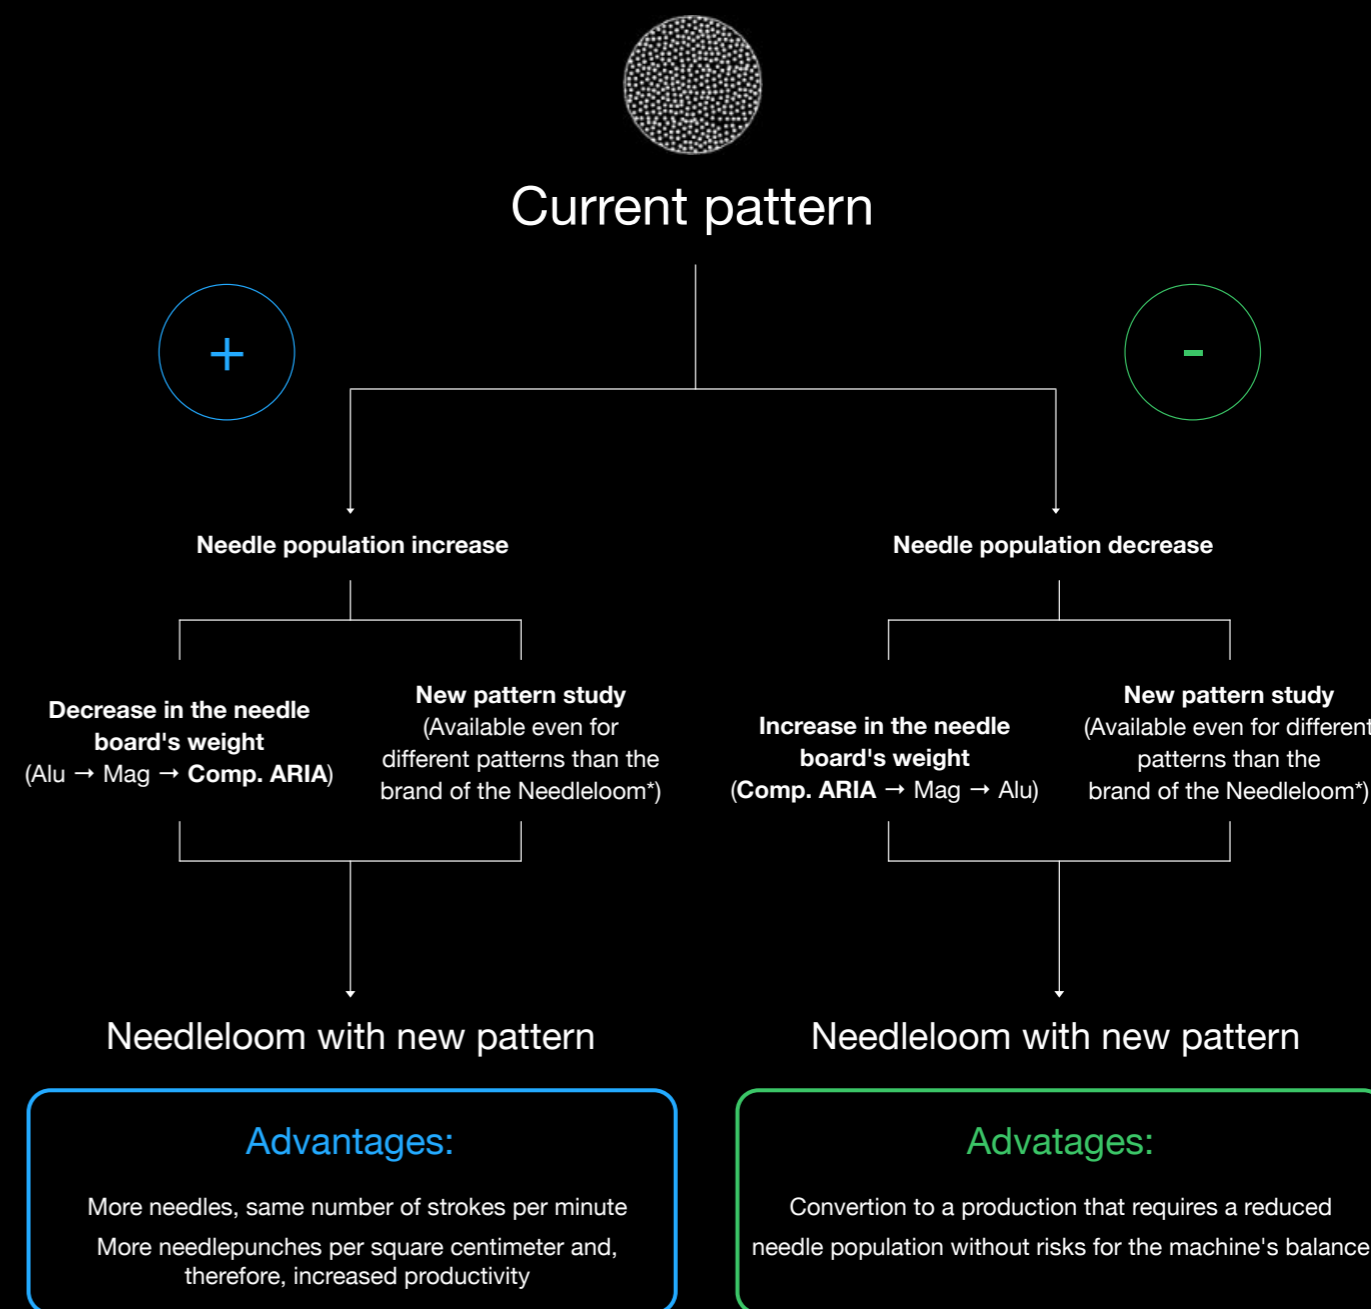 Current pattern
+
-
Needle population increase
Needle population decrease
Decrease in the needle
board's weight
(Alu → Mag → Comp. ARIA)
New pattern study
(Available even for
different patterns than the
brand of the Needleloom*)
Increase in the needle
board's weight
(Comp. ARIA → Mag → Alu)
New pattern study
(Available even for different
patterns than the
brand of the Needleloom*)
Needleloom with new pattern
Needleloom with new pattern
Advantages:
More needles, same number of strokes per minute
More needlepunches per square centimeter and,
therefore, increased productivity
Advatages:
Convertion to a production that requires a reduced
needle population without risks for the machine's balance